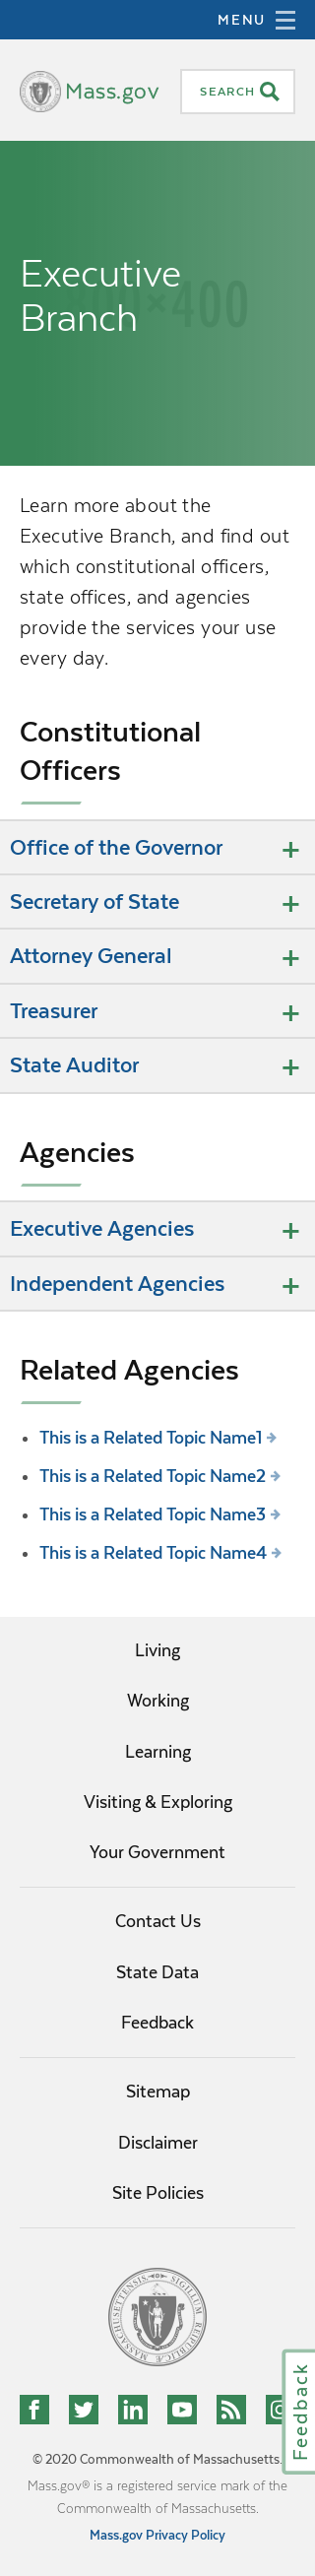 MENU
Mass.gov
SEARCH
Executive
Branch
×400
Learn more about the
Executive Branch, and find out
which constitutional officers,
state offices, and agencies
provide the services your use
every day.
Constitutional
Officers
Office of the Governor +
Secretary of State +
Attorney General +
Treasurer +
State Auditor +
Agencies
Executive Agencies +
Independent Agencies +
Related Agencies
• This is a Related Topic Name1
• This is a Related Topic Name2
• This is a Related Topic Name3
• This is a Related Topic Name4
Living
Working
Learning
Visiting & Exploring
Your Government
Contact Us
State Data
Feedback
Sitemap
Disclaimer
Site Policies
Feedback
© 2020 Commonwealth of Massachusetts.
Mass.gov® is a registered service mark of the
Commonwealth of Massachusetts.
Mass.gov Privacy Policy